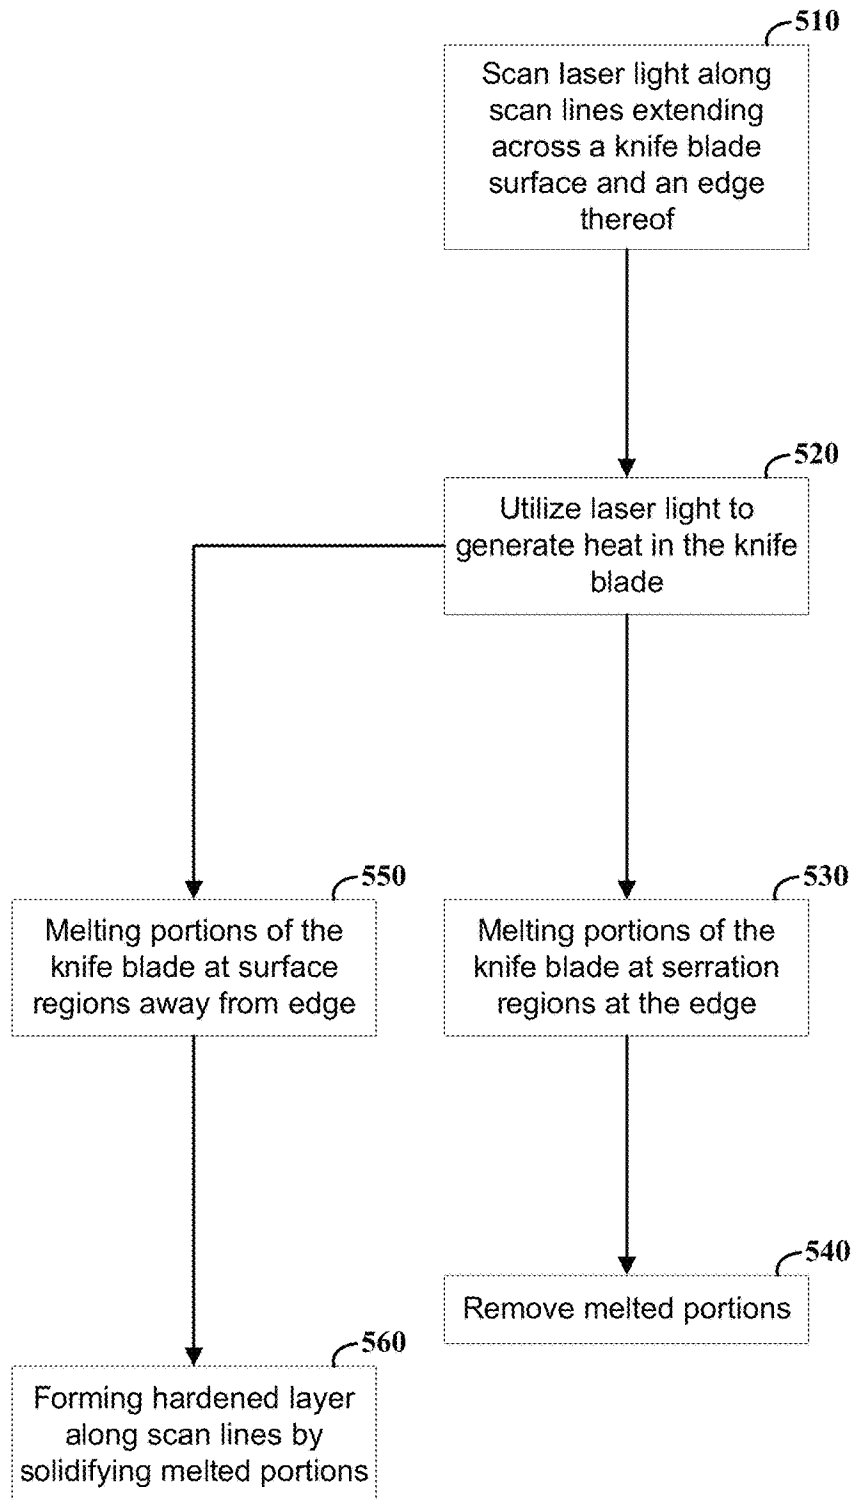 510
Scan laser light along
scan lines extending
across a knife blade
surface and an edge
thereof
520
Utilize laser light to
generate heat in the knife
blade
550
Melting portions of the
knife blade at surface
regions away from edge
530
Melting portions of the
knife blade at serration
regions at the edge
540
Remove melted portions
560
Forming hardened layer
along scan lines by
solidifying melted portions